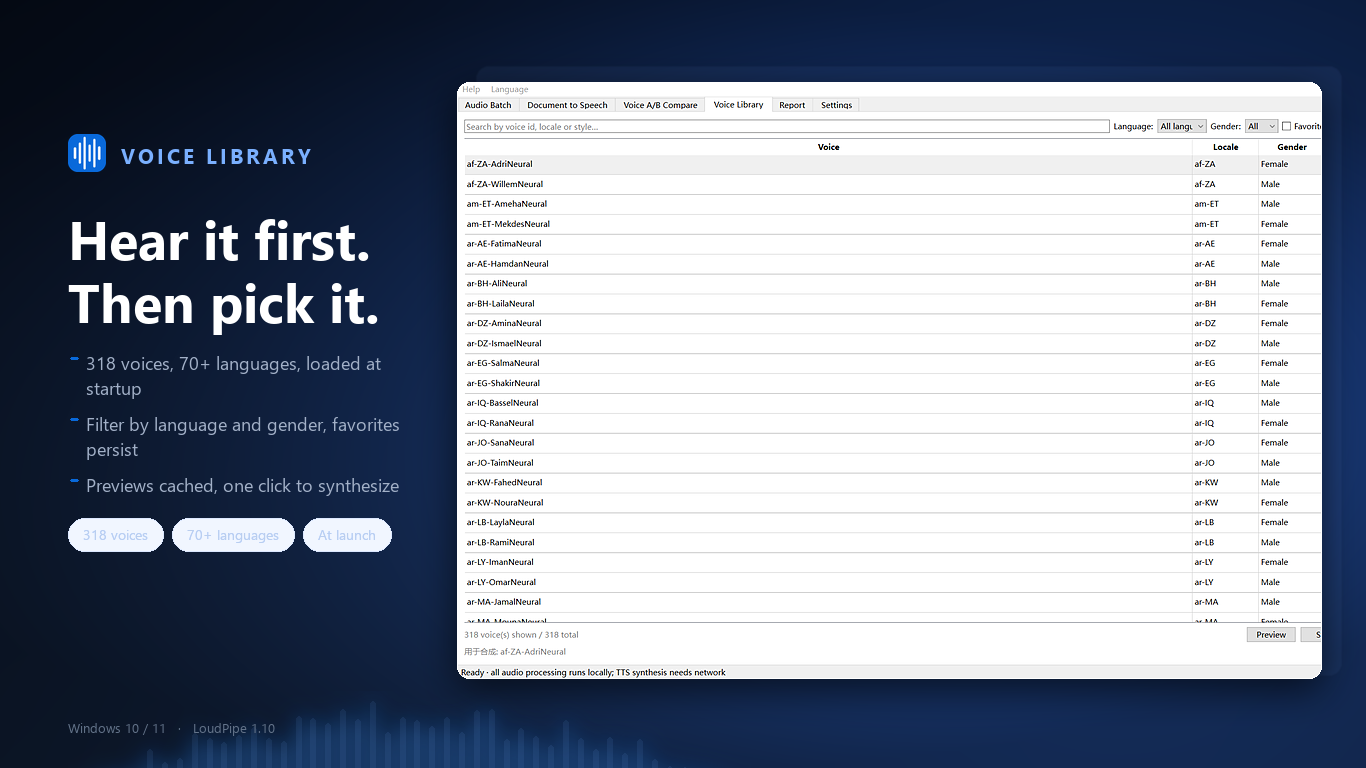 VOICE LIBRARY
Hear it first.
Then pick it.
318 voices, 70+ languages, loaded at
startup
Filter by language and gender, favorites
persist
Previews cached, one click to synthesize
318 voices 70+ languages At launch
Windows 10 / 11 · LoudPipe 1.10
Help Language
Audio Batch Document to Speech Voice A/B Compare Voice Library Report Settings
Search by voice id, locale or style... Language: All langu Gender: All Favorit
Voice Locale Gender
af-ZA-AdriNeural af-ZA Female
af-ZA-WillemNeural af-ZA Male
am-ET-AmehaNeural am-ET Male
am-ET-MekdesNeural am-ET Female
ar-AE-FatimaNeural ar-AE Female
ar-AE-HamdanNeural ar-AE Male
ar-BH-AliNeural ar-BH Male
ar-BH-LailaNeural ar-BH Female
ar-DZ-AminaNeural ar-DZ Female
ar-DZ-IsmaelNeural ar-DZ Male
ar-EG-SalmaNeural ar-EG Female
ar-EG-ShakirNeural ar-EG Male
ar-IQ-BasselNeural ar-IQ Male
ar-IQ-RanaNeural ar-IQ Female
ar-JO-SanaNeural ar-JO Female
ar-JO-TaimNeural ar-JO Male
ar-KW-FahedNeural ar-KW Male
ar-KW-NouraNeural ar-KW Female
ar-LB-LaylaNeural ar-LB Female
ar-LB-RamiNeural ar-LB Male
ar-LY-ImanNeural ar-LY Female
ar-LY-OmarNeural ar-LY Male
ar-MA-JamalNeural ar-MA Male
ar-MA-MounaNeural ar-MA Female
318 voice(s) shown / 318 total Preview S
用于合成: af-ZA-AdriNeural
Ready · all audio processing runs locally; TTS synthesis needs network